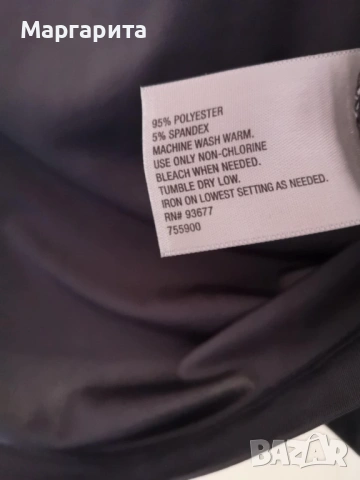 Маргарита
95% POLYESTER
5% SPANDEX
MACHINE WASH WARM.
USE ONLY NON-CHLORINE
BLEACH WHEN NEEDED.
TUMBLE DRY LOW.
IRON ON LOWEST SETTING AS NEEDED.
RN# 93677
755900
BAZAR